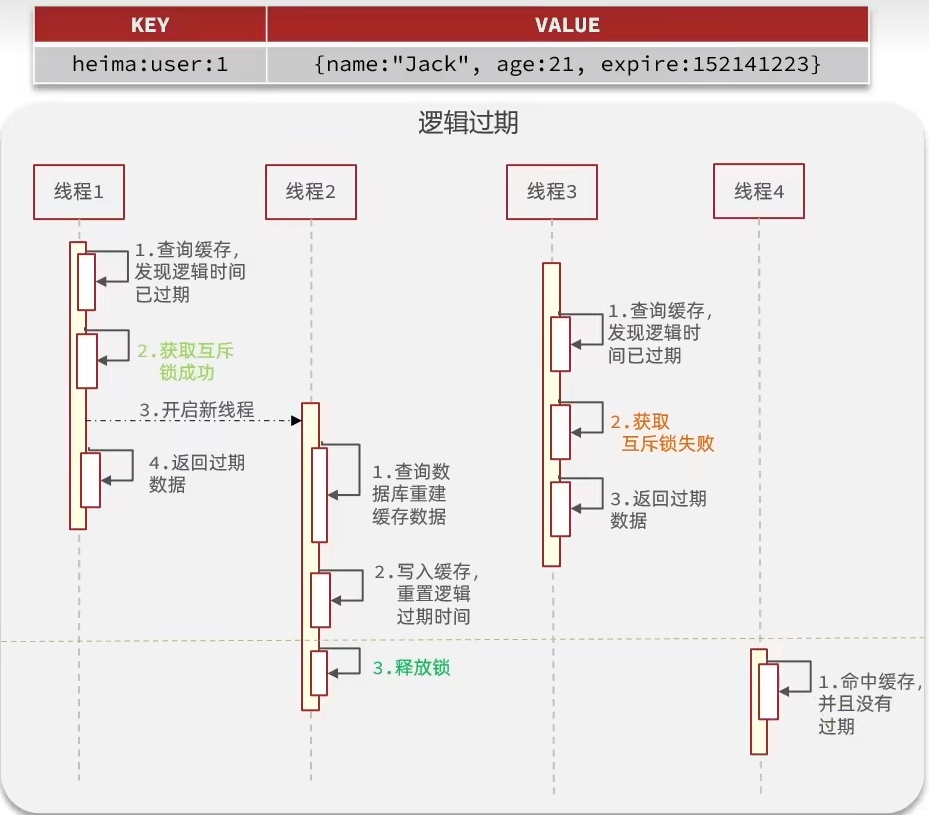 KEY VALUE
heima:user:1 {name:"Jack", age:21, expire:152141223}
逻辑过期
线程1 线程2 线程3 线程4
1.查询缓存,
发现逻辑时间
已过期
2.获取互斥
锁成功
3.开启新线程
4.返回过期
数据
1.查询数
据库重建
缓存数据
2.写入缓存,
重置逻辑
过期时间
3.释放锁
1.查询缓存,
发现逻辑时
间已过期
2.获取
互斥锁失败
3.返回过期
数据
1.命中缓存,
并且没有
过期